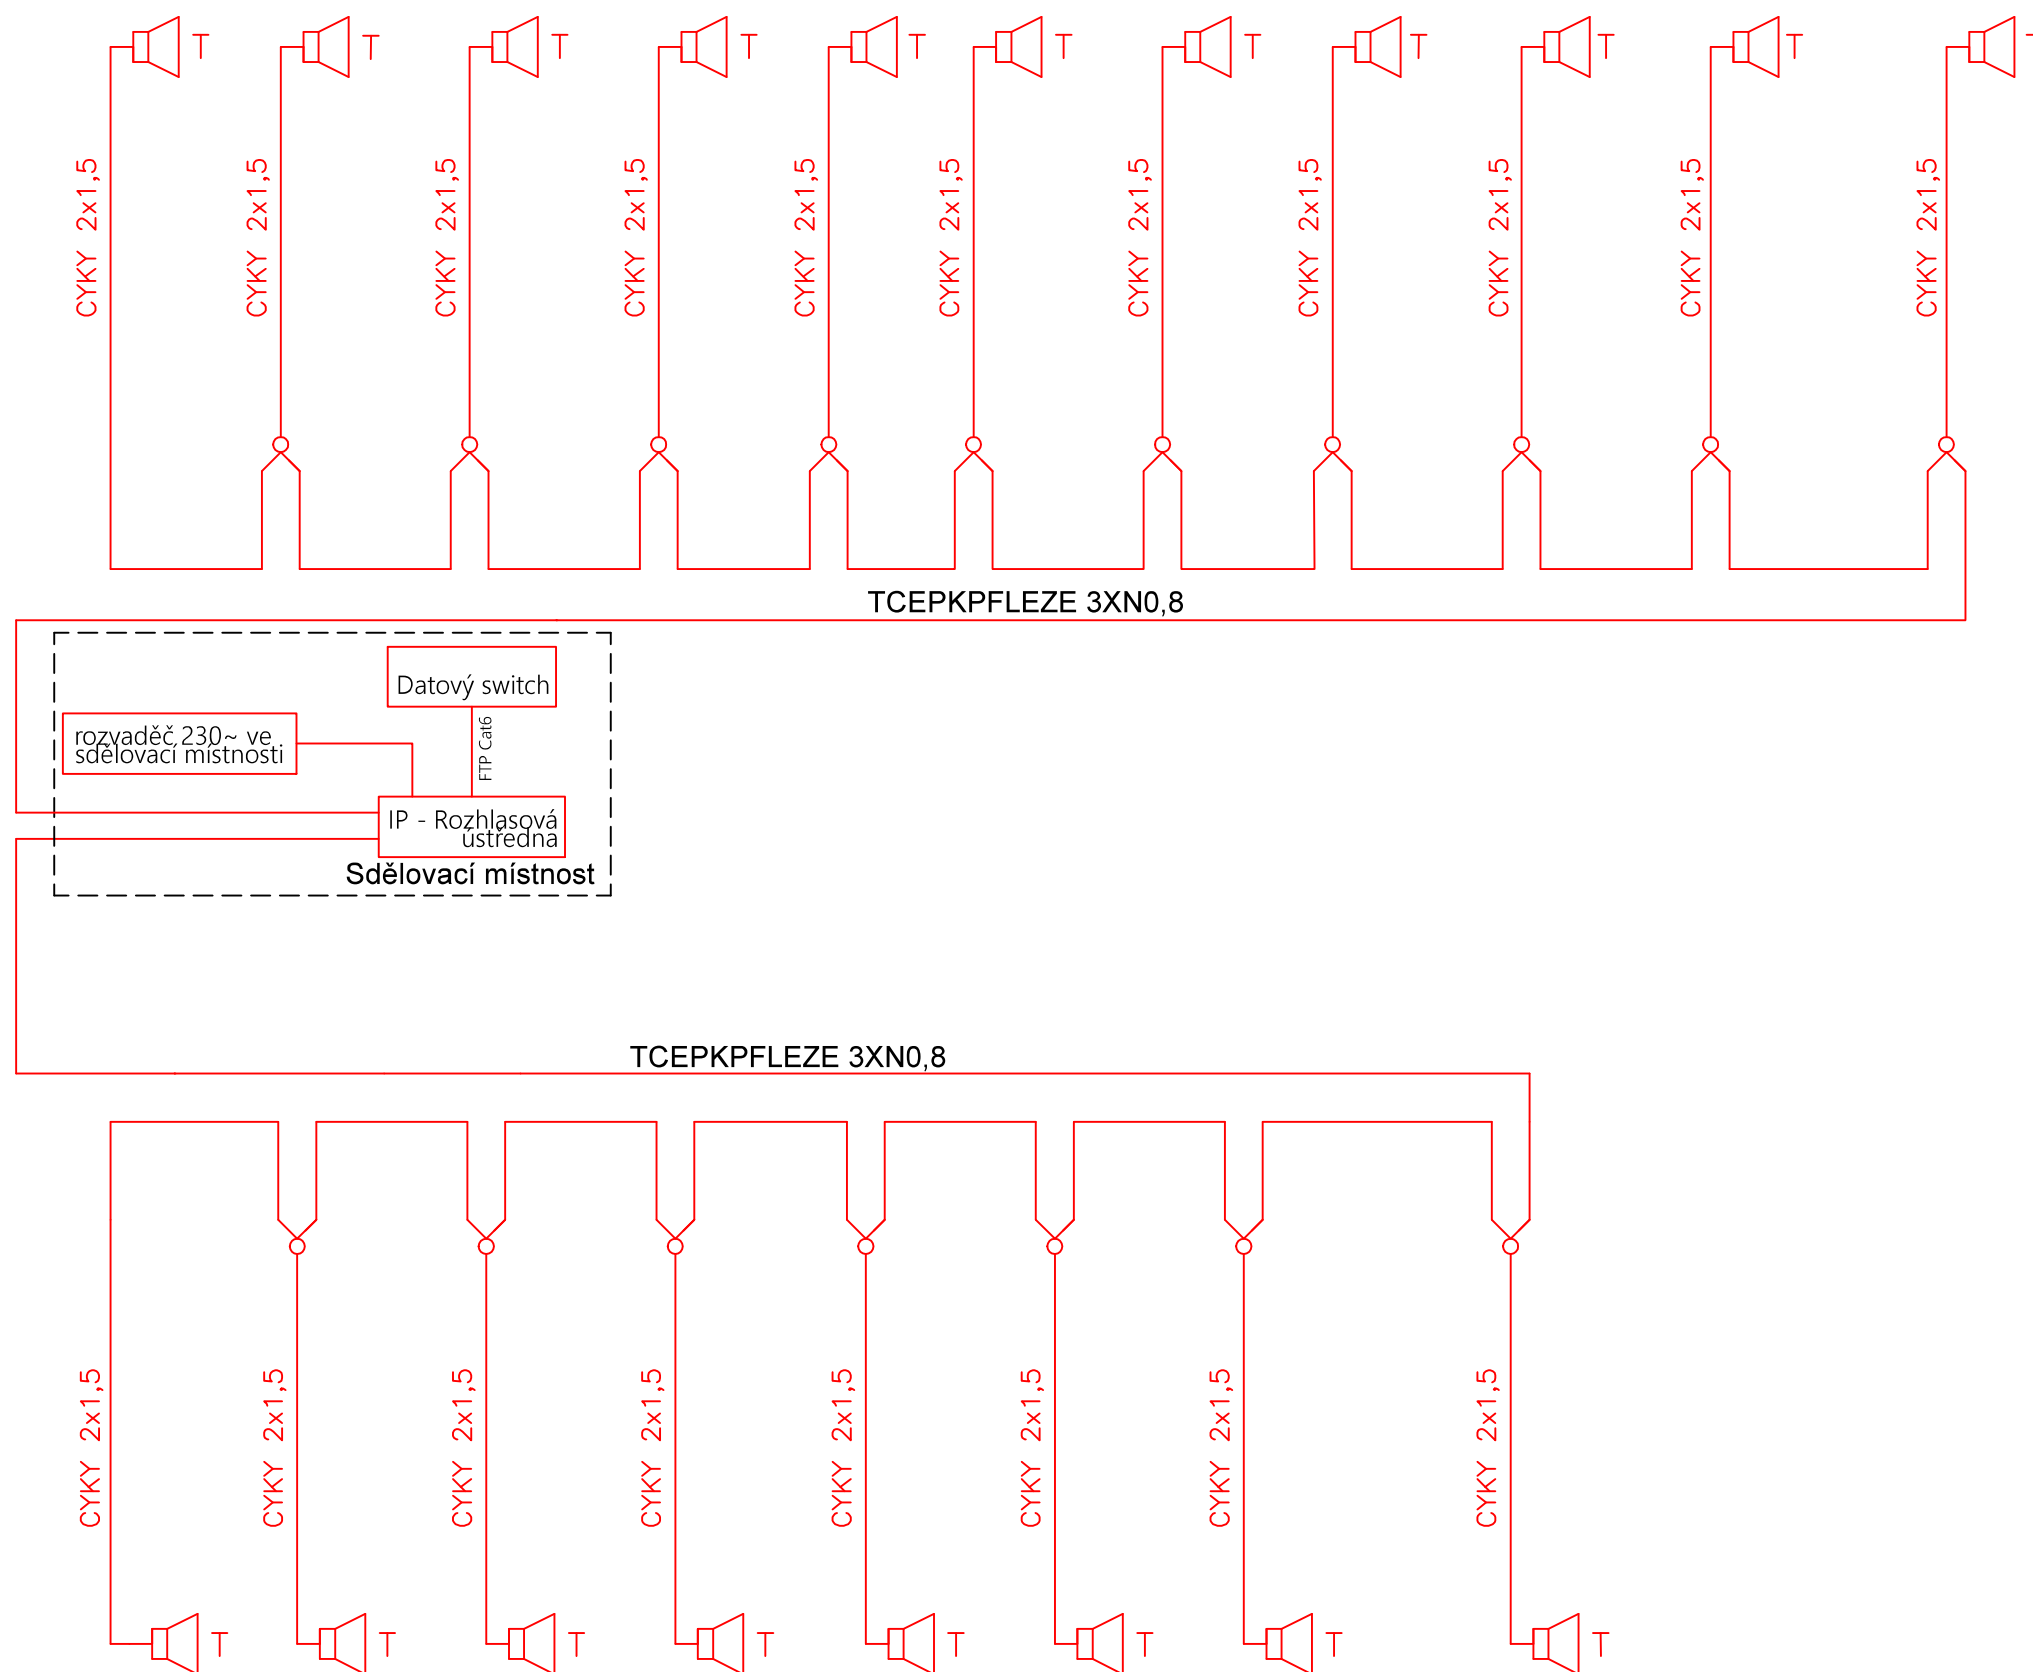 T T T T T T T T T T T
CYKY 2x1,5
CYKY 2x1,5
CYKY 2x1,5
CYKY 2x1,5
CYKY 2x1,5
CYKY 2x1,5
CYKY 2x1,5
CYKY 2x1,5
CYKY 2x1,5
CYKY 2x1,5
CYKY 2x1,5
TCEPKPFLEZE 3XN0,8
Datový switch
rozvaděč 230~ ve
sdělovací místnosti
FTP Cat6
IP - Rozhlasová
ústředna
Sdělovací místnost
TCEPKPFLEZE 3XN0,8
CYKY 2x1,5
CYKY 2x1,5
CYKY 2x1,5
CYKY 2x1,5
CYKY 2x1,5
CYKY 2x1,5
CYKY 2x1,5
CYKY 2x1,5
T T T T T T T T